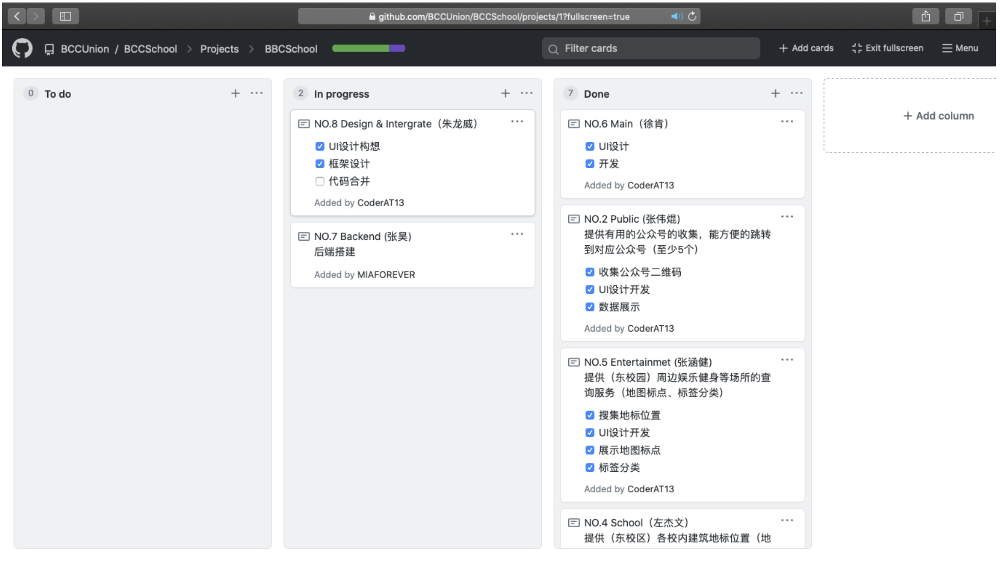 github.com/BCCUnion/BCCSchool/projects/1?fullscreen=true
BCCUnion / BCCSchool > Projects > BBCSchool
Filter cards
+ Add cards
Exit fullscreen
Menu
0 To do
2 In progress
NO.8 Design & Intergrate（朱龙威）
UI设计构想
框架设计
代码合并
Added by CoderAT13
NO.7 Backend (张昊)
后端搭建
Added by MIAFOREVER
7 Done
NO.6 Main（徐肯）
UI设计
开发
Added by CoderAT13
NO.2 Public (张伟焜)
提供有用的公众号的收集，能方便的跳转
到对应公众号（至少5个）
收集公众号二维码
UI设计开发
数据展示
Added by CoderAT13
NO.5 Entertainmet (张涵健)
提供（东校园）周边娱乐健身等场所的查
询服务（地图标点、标签分类）
搜集地标位置
UI设计开发
展示地图标点
标签分类
Added by CoderAT13
NO.4 School（左杰文）
提供（东校区）各校内建筑地标位置（地
+ Add column